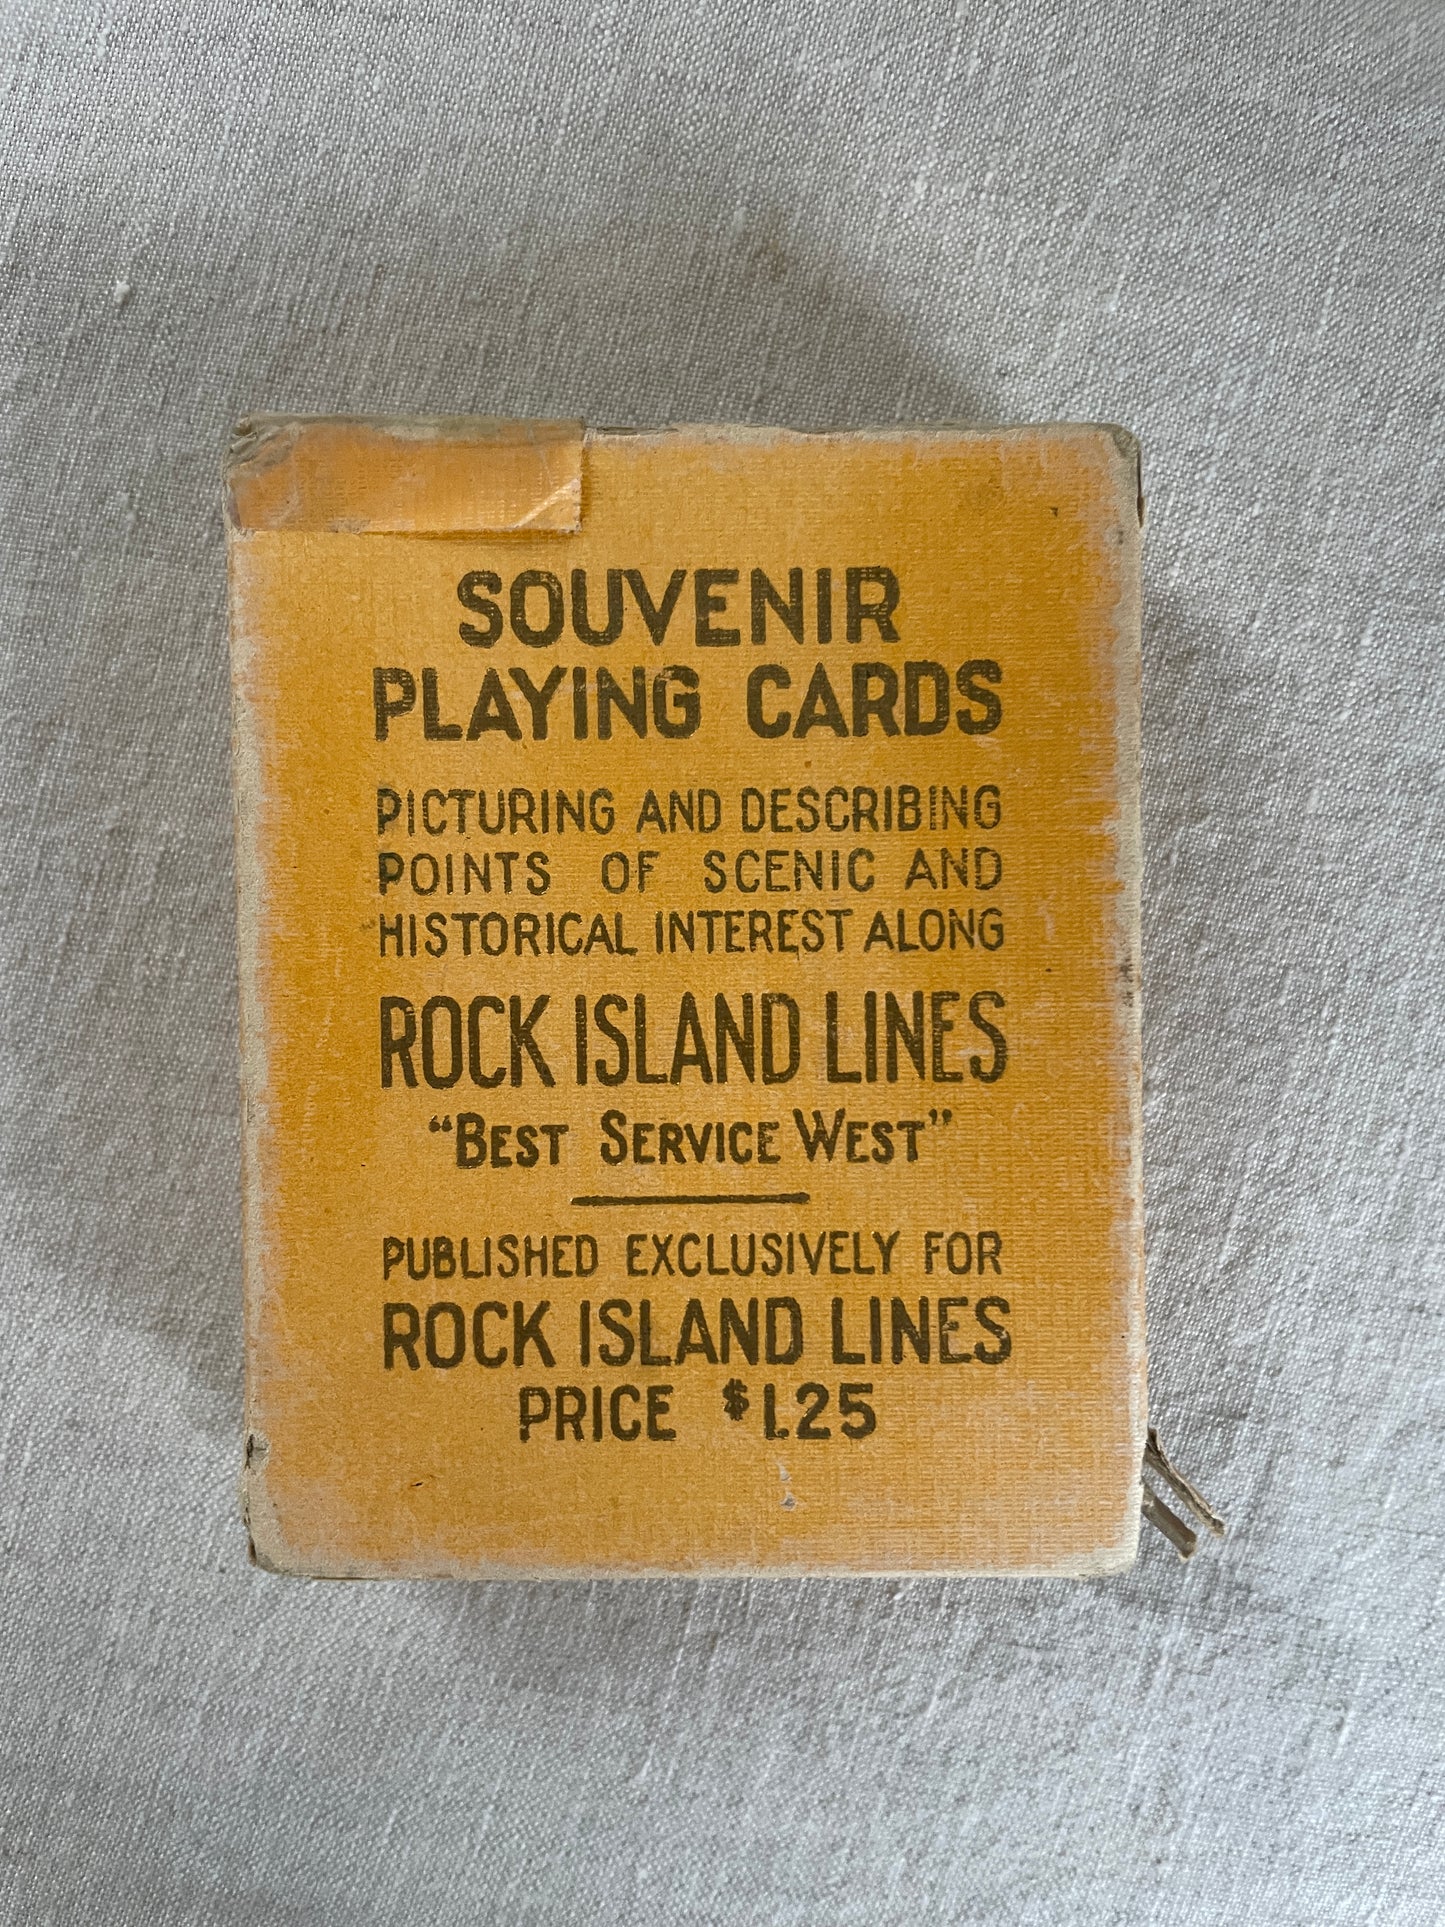 SOUVENIR
PLAYING CARDS
PICTURING AND DESCRIBING
POINTS OF SCENIC AND
HISTORICAL INTEREST ALONG
ROCK ISLAND LINES
"BEST SERVICE WEST"
PUBLISHED EXCLUSIVELY FOR
ROCK ISLAND LINES
PRICE $1.25